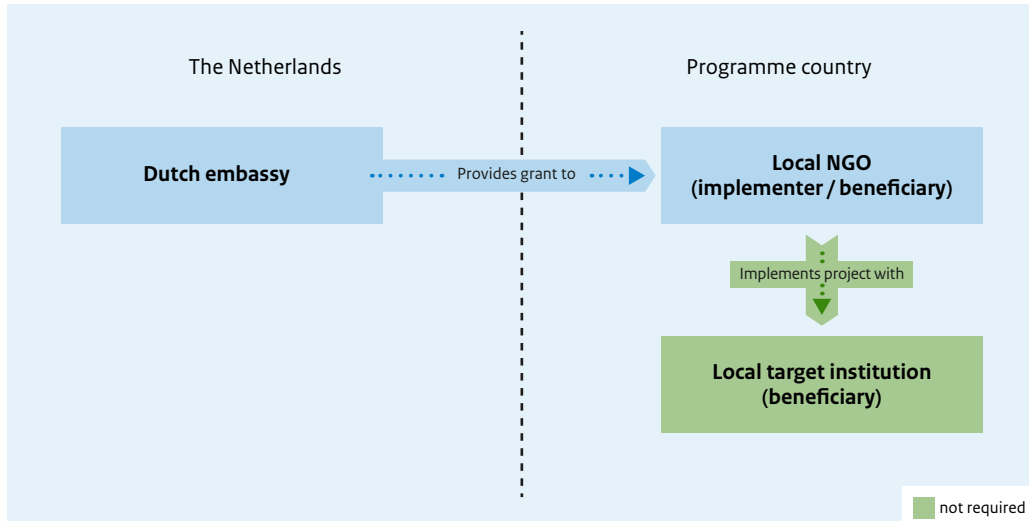 The Netherlands
Programme country
Dutch embassy
Provides grant to
Local NGO
(implementer / beneficiary)
Implements project with
Local target institution
(beneficiary)
not required